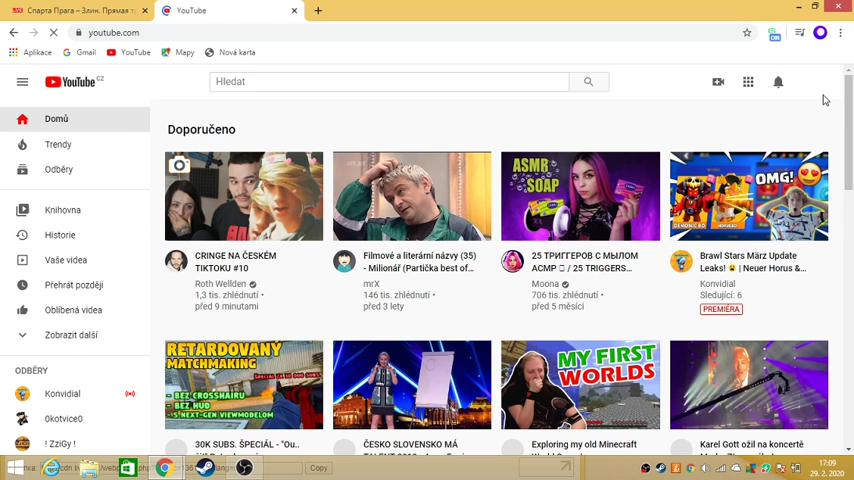 Спарта Прага – Злин. Прямая т
YouTube
youtube.com
Aplikace
Gmail
YouTube
Mapy
Nová karta
YouTube CZ
Hledat
Domů
Trendy
Odběry
Knihovna
Historie
Vaše videa
Přehrát později
Oblíbená videa
Zobrazit další
ODBĚRY
Konvidial
0kotvice0
! ZziGy !
Doporučeno
ASMR
SOAP
OMG!
CRINGE NA ČESKÉM
TIKTOKU #10
Roth Wellden
1,3 tis. zhlédnutí •
před 9 minutami
Filmové a literární názvy (35)
- Milionář (Partička best of...
mrX
146 tis. zhlédnutí •
před 3 lety
25 ТРИГГЕРОВ С МЫЛОМ
АСМР / 25 TRIGGERS...
Moona
706 tis. zhlédnutí •
před 5 měsíci
Brawl Stars März Update
Leaks! | Neuer Horus &...
Konvidial
Sledující: 6
PREMIÉRA
RETARDOVANÝ
MATCHMAKING
- BEZ CROSSHAIRU
- BEZ HUD
- S NEXT-GEN VIEWMODELOM
MY FIRST
WORLDS
30K SUBS. ŠPECIÁL - "Ou..
ČESKO SLOVENSKO MÁ
Exploring my old Minecraft
Karel Gott ožil na koncertě
Copy
17:09
29. 2. 2020